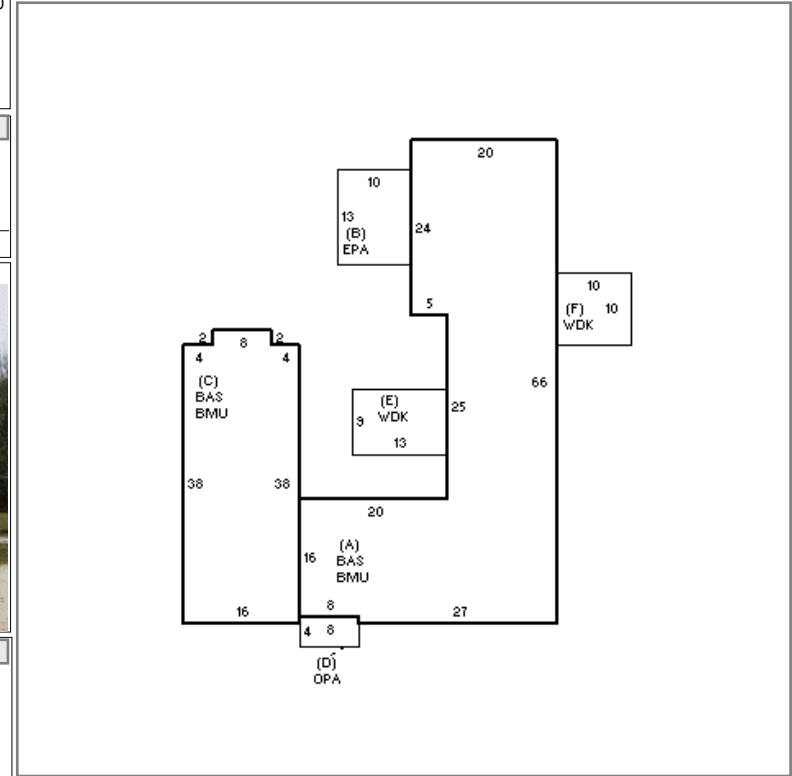 20
10
13
(B)
EPA
24
10
(F) 10
WDK
5
2 8 2
4 4
(C)
BAS
BMU
66
(E)
WDK
9
13
25
38 38
20
(A)
BAS
BMU
16
8
16 27
4 8
(D)
OPA